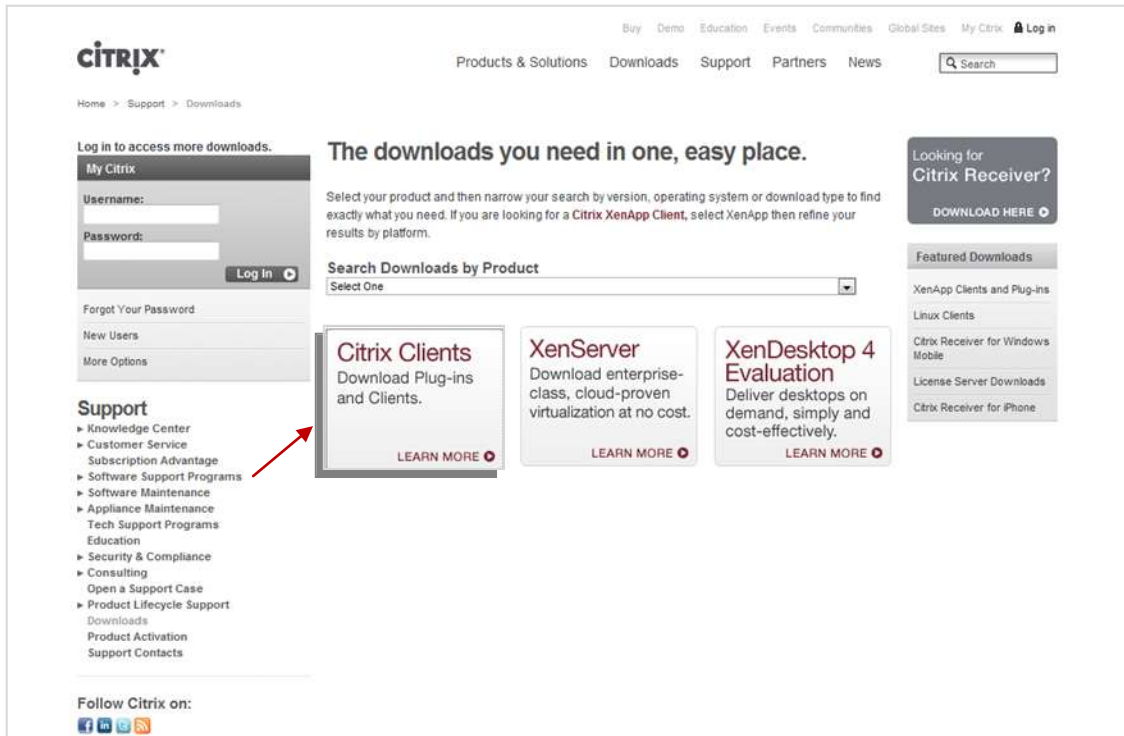 Buy Demo Education Events Communities Global Sites My Citrix Log in
CITRIX
Products & Solutions Downloads Support Partners News
Search
Home > Support > Downloads
Log in to access more downloads.
My Citrix
Username:
Password:
Log In
Forgot Your Password
New Users
More Options
Support
Knowledge Center
Customer Service
Subscription Advantage
Software Support Programs
Software Maintenance
Appliance Maintenance
Tech Support Programs
Education
Security & Compliance
Consulting
Open a Support Case
Product Lifecycle Support
Downloads
Product Activation
Support Contacts
Follow Citrix on:
The downloads you need in one, easy place.
Select your product and then narrow your search by version, operating system or download type to find
exactly what you need. If you are looking for a Citrix XenApp Client, select XenApp then refine your
results by platform.
Search Downloads by Product
Select One
Citrix Clients
Download Plug-ins
and Clients.
LEARN MORE
XenServer
Download enterprise-
class, cloud-proven
virtualization at no cost.
LEARN MORE
XenDesktop 4
Evaluation
Deliver desktops on
demand, simply and
cost-effectively.
LEARN MORE
Looking for
Citrix Receiver?
DOWNLOAD HERE
Featured Downloads
XenApp Clients and Plug-ins
Linux Clients
Citrix Receiver for Windows
Mobile
License Server Downloads
Citrix Receiver for iPhone